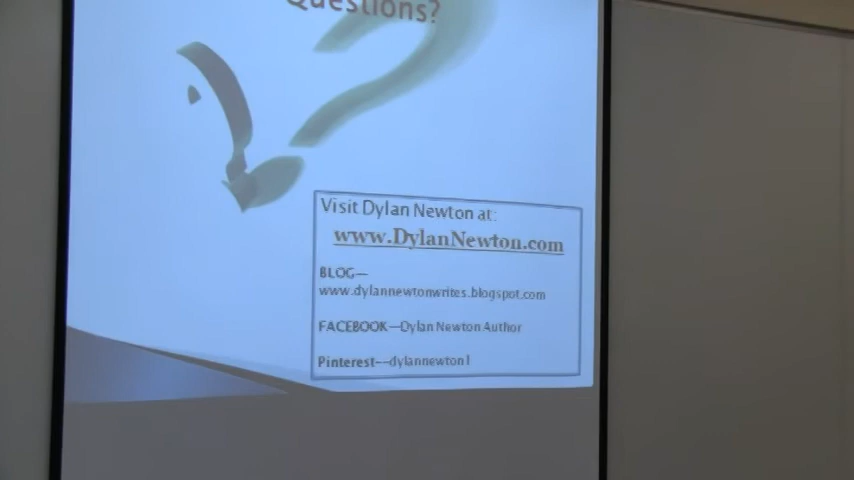 Questions?
Visit Dylan Newton at:
www.DylanNewton.com
BLOG—
www.dylannewtonwrites.blogspot.com
FACEBOOK—Dylan Newton Author
Pinterest—dylannewton1